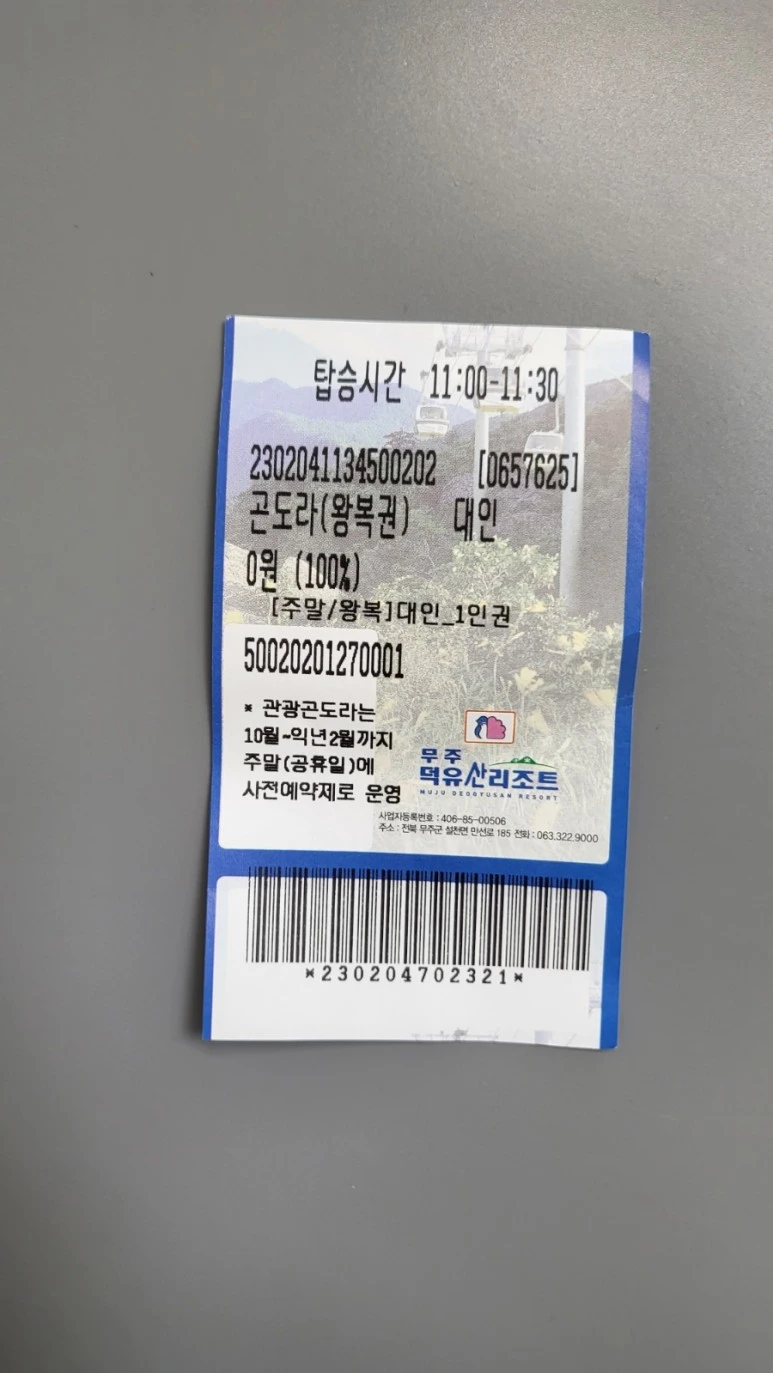 탑승시간 11:00-11:30
2302041134500202 [0657625]
곤도라(왕복권) 대인
0원 (100%)
[주말/왕복]대인_1인권
50020201270001
* 관광곤도라는
10월~익년2월까지
주말(공휴일)에
사전예약제로 운영
무주
덕유산리조트
MUJU DEOGYUSAN RESORT
사업자등록번호 : 406-85-00506
주소 : 전북 무주군 설천면 만선로 185 전화 : 063.322.9000
*230204702321*